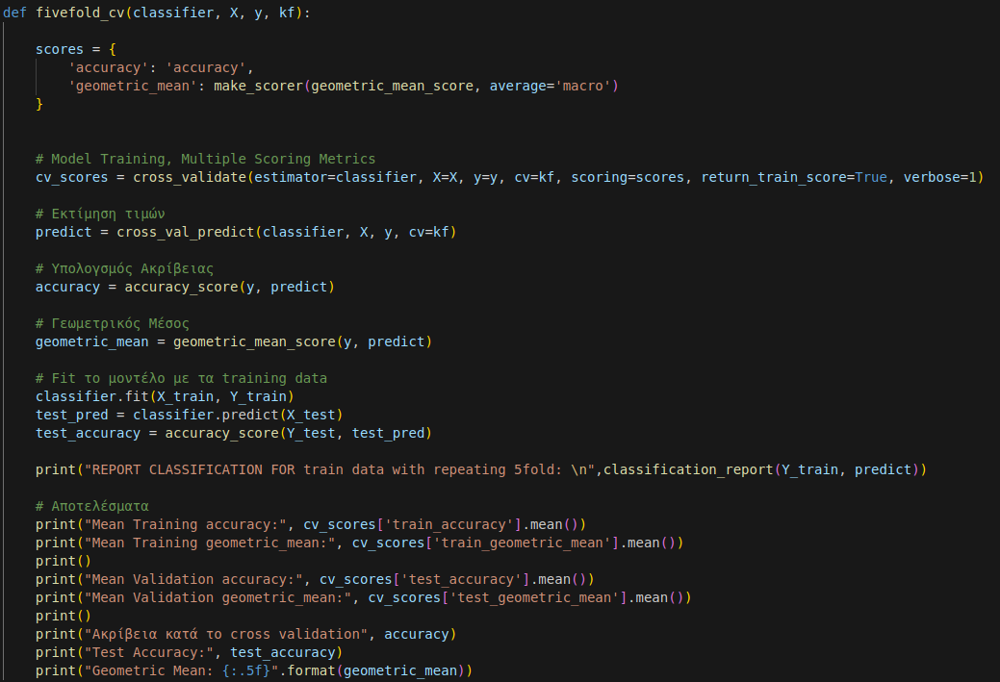 def fivefold_cv(classifier, X, y, kf):
scores = {
'accuracy': 'accuracy',
'geometric_mean': make_scorer(geometric_mean_score, average='macro')
}
# Model Training, Multiple Scoring Metrics
cv_scores = cross_validate(estimator=classifier, X=X, y=y, cv=kf, scoring=scores, return_train_score=True, verbose=1)
# Εκτίμηση τιμών
predict = cross_val_predict(classifier, X, y, cv=kf)
# Υπολογσμός Ακρίβειας
accuracy = accuracy_score(y, predict)
# Γεωμετρικός Μέσος
geometric_mean = geometric_mean_score(y, predict)
# Fit το μοντέλο με τα training data
classifier.fit(X_train, Y_train)
test_pred = classifier.predict(X_test)
test_accuracy = accuracy_score(Y_test, test_pred)
print("REPORT CLASSIFICATION FOR train data with repeating 5fold: \n",classification_report(Y_train, predict))
# Αποτελέσματα
print("Mean Training accuracy:", cv_scores['train_accuracy'].mean())
print("Mean Training geometric_mean:", cv_scores['train_geometric_mean'].mean())
print()
print("Mean Validation accuracy:", cv_scores['test_accuracy'].mean())
print("Mean Validation geometric_mean:", cv_scores['test_geometric_mean'].mean())
print()
print("Ακρίβεια κατά το cross validation", accuracy)
print("Test Accuracy:", test_accuracy)
print("Geometric Mean: {:.5f}".format(geometric_mean))